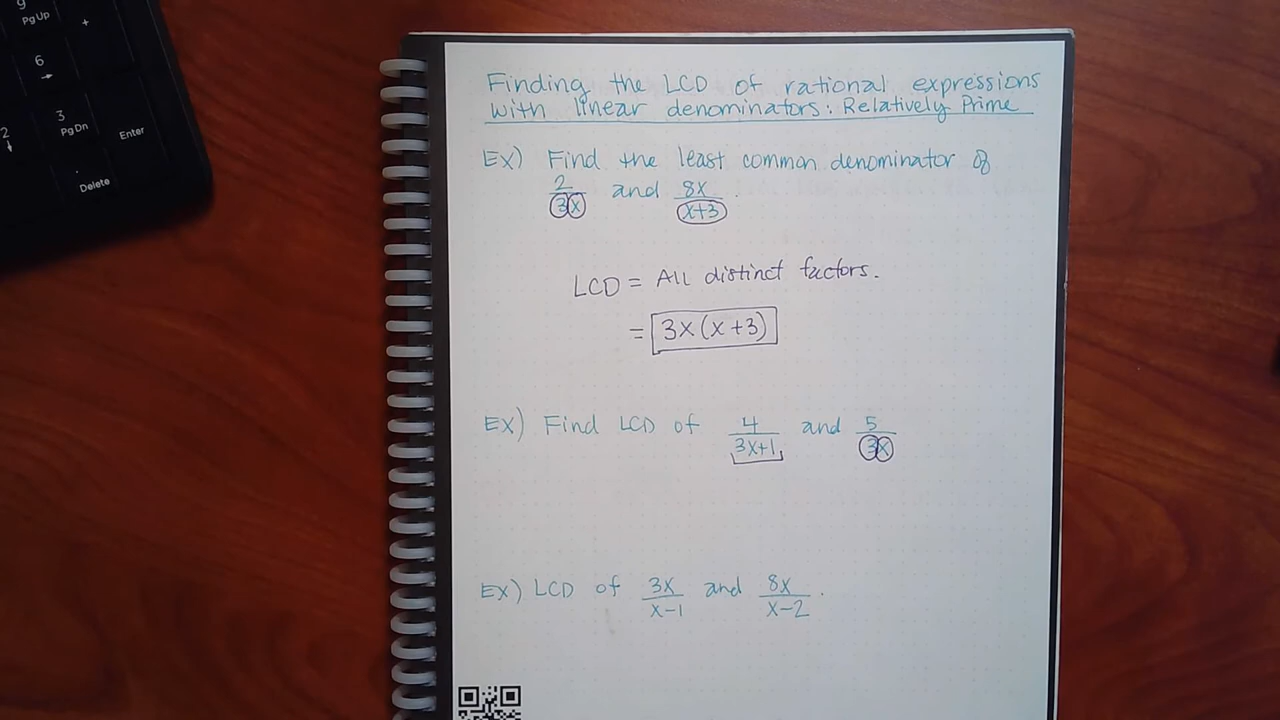 9
PgUp
+
6
→
3
PgDn
2
↓
Enter
.
Delete
Finding the LCD of rational expressions
with linear denominators: Relatively Prime
EX) Find the least common denominator of
2/3x and 8x/x+3.
LCD = All distinct factors.
= 3x(x+3)
EX) Find LCD of 4/3x+1 and 5/3x
EX) LCD of 3x/x-1 and 8x/x-2.